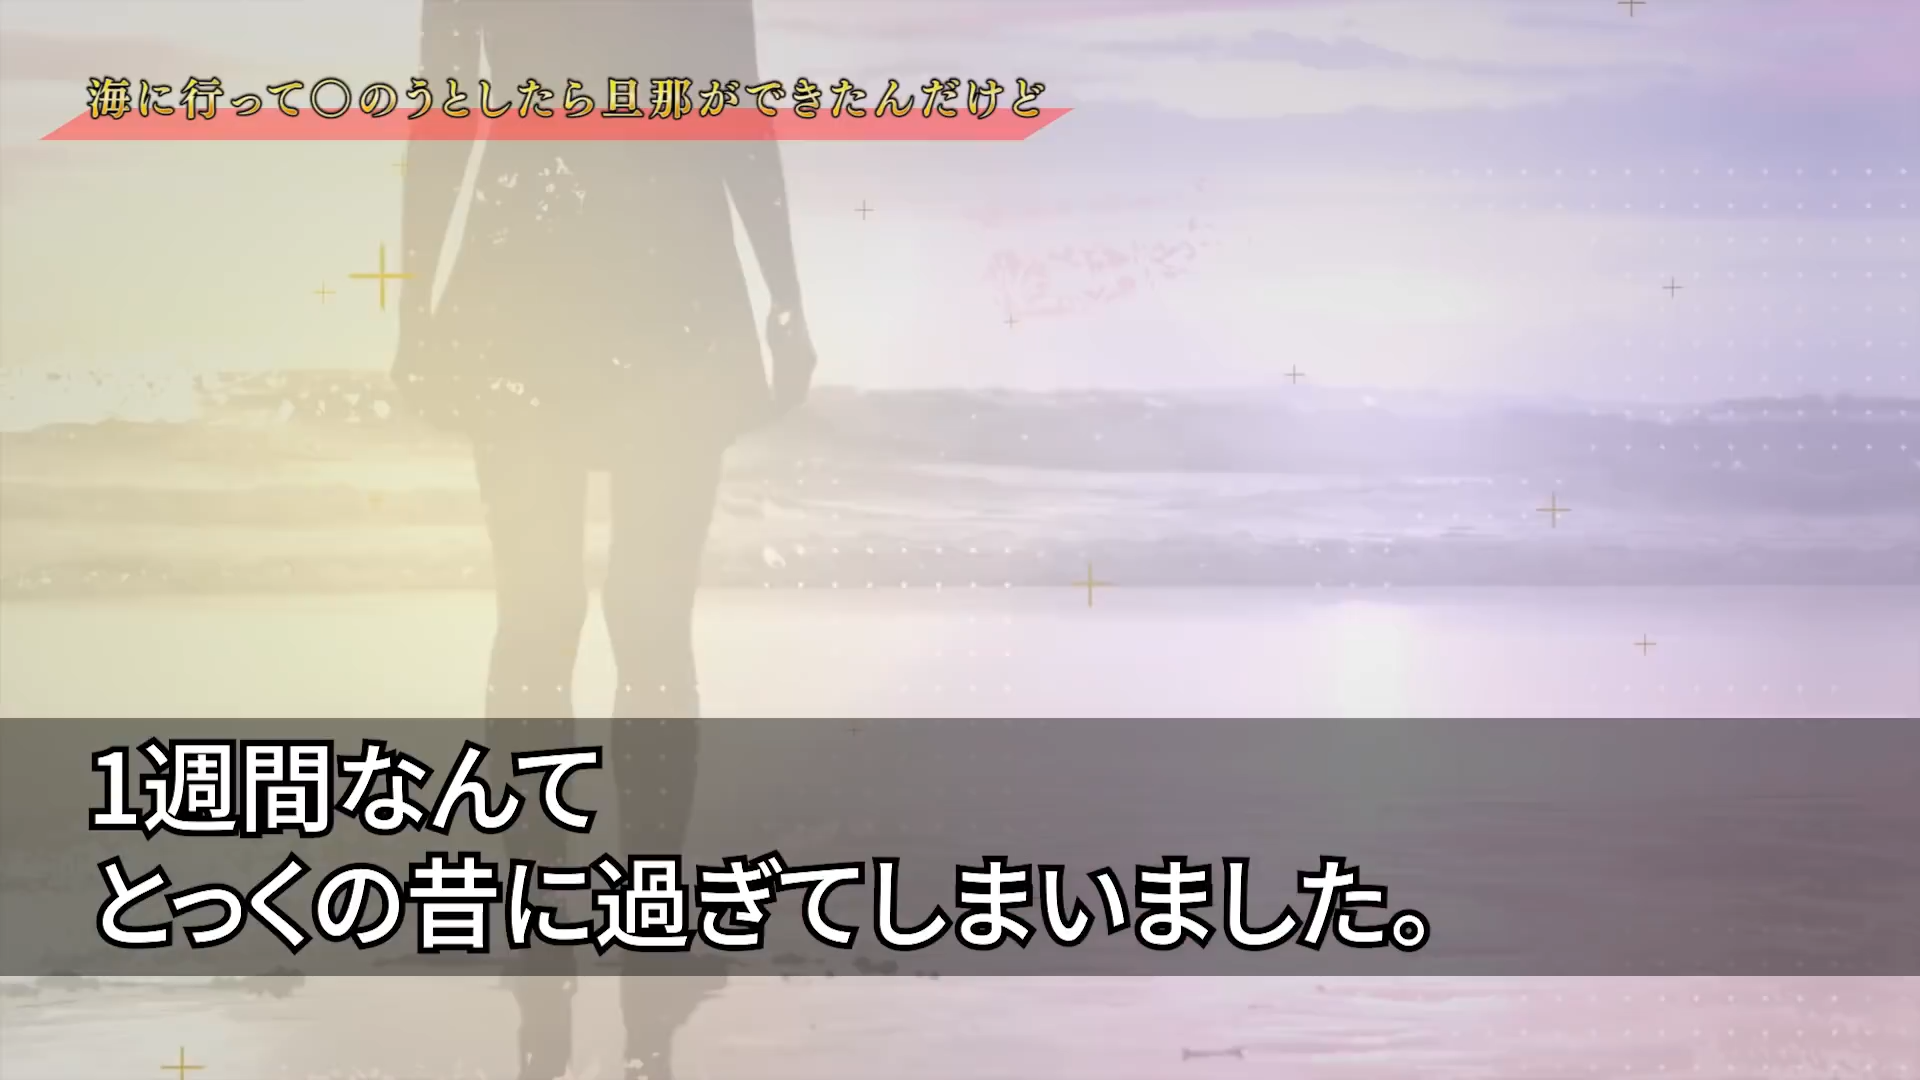 海に行って〇のうとしたら旦那ができたんだけど
1週間なんて
とっくの昔に過ぎてしまいました。